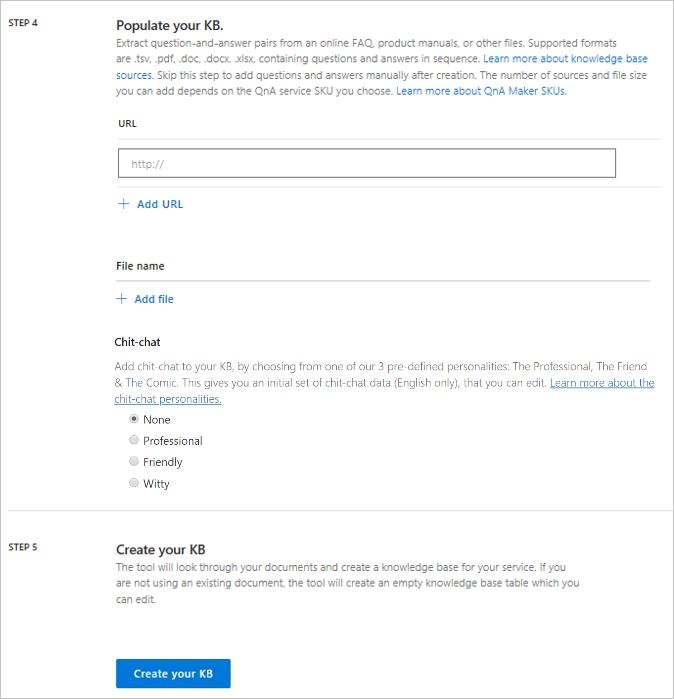 STEP 4
Populate your KB.
Extract question-and-answer pairs from an online FAQ, product manuals, or other files. Supported formats
are .tsv, .pdf, .doc, .docx, .xlsx, containing questions and answers in sequence. Learn more about knowledge base
sources. Skip this step to add questions and answers manually after creation. The number of sources and file size
you can add depends on the QnA service SKU you choose. Learn more about QnA Maker SKUs.
URL
http://
+ Add URL
File name
+ Add file
Chit-chat
Add chit-chat to your KB, by choosing from one of our 3 pre-defined personalities: The Professional, The Friend
& The Comic. This gives you an initial set of chit-chat data (English only), that you can edit. Learn more about the
chit-chat personalities.
None
Professional
Friendly
Witty
STEP 5
Create your KB
The tool will look through your documents and create a knowledge base for your service. If you
are not using an existing document, the tool will create an empty knowledge base table which you
can edit.
Create your KB